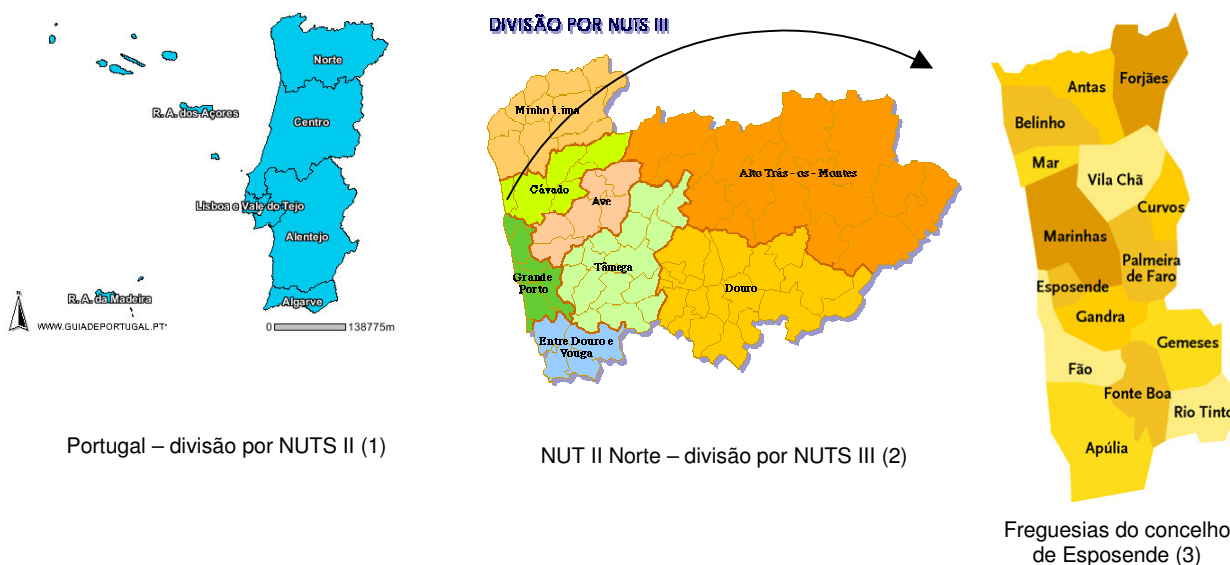 Norte
R. A. dos Açores
Centro
Lisboa e Vale do Tejo
Alentejo
R. A. da Madeira
Algarve
N
WWW.GUIADEPORTUGAL.PT
0 138775m
Portugal – divisão por NUTS II (1)
DIVISÃO POR NUTS III
Minho Lima
Cávado
Ave
Alto Trás - os - Montes
Grande
Porto
Tâmega
Douro
Entre Douro e
Vouga
NUT II Norte – divisão por NUTS III (2)
Antas
Forjães
Belinho
Mar
Vila Chã
Curvos
Marinhas
Palmeira
de Faro
Esposende
Gandra
Gemeses
Fão
Fonte Boa
Rio Tinto
Apúlia
Freguesias do concelho
de Esposende (3)